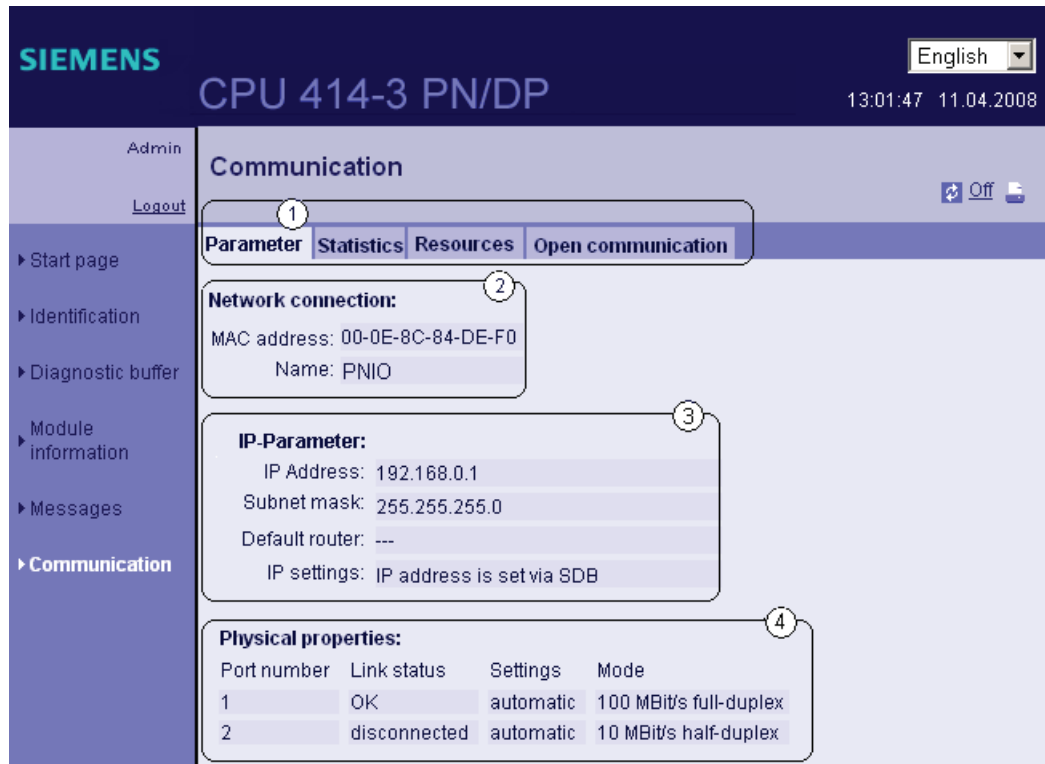 SIEMENS
English
CPU 414-3 PN/DP
13:01:47 11.04.2008
Admin
Logout
Communication
Off
1
Parameter Statistics Resources Open communication
Start page
Identification
Diagnostic buffer
Module
information
Messages
Communication
2
Network connection:
MAC address: 00-0E-8C-84-DE-F0
Name: PNIO
3
IP-Parameter:
IP Address: 192.168.0.1
Subnet mask: 255.255.255.0
Default router: ---
IP settings: IP address is set via SDB
4
Physical properties:
Port number Link status Settings Mode
1 OK automatic 100 MBit/s full-duplex
2 disconnected automatic 10 MBit/s half-duplex